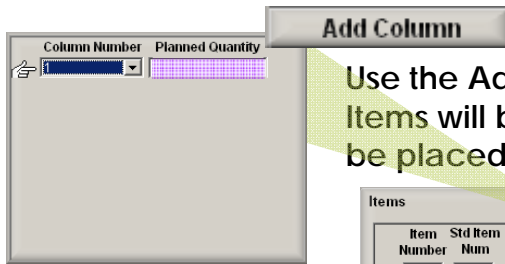 Add Column
Column Number Planned Quantity
1
Use the Ad
Items will b
be placed
Items
Item Std Item
Number Num